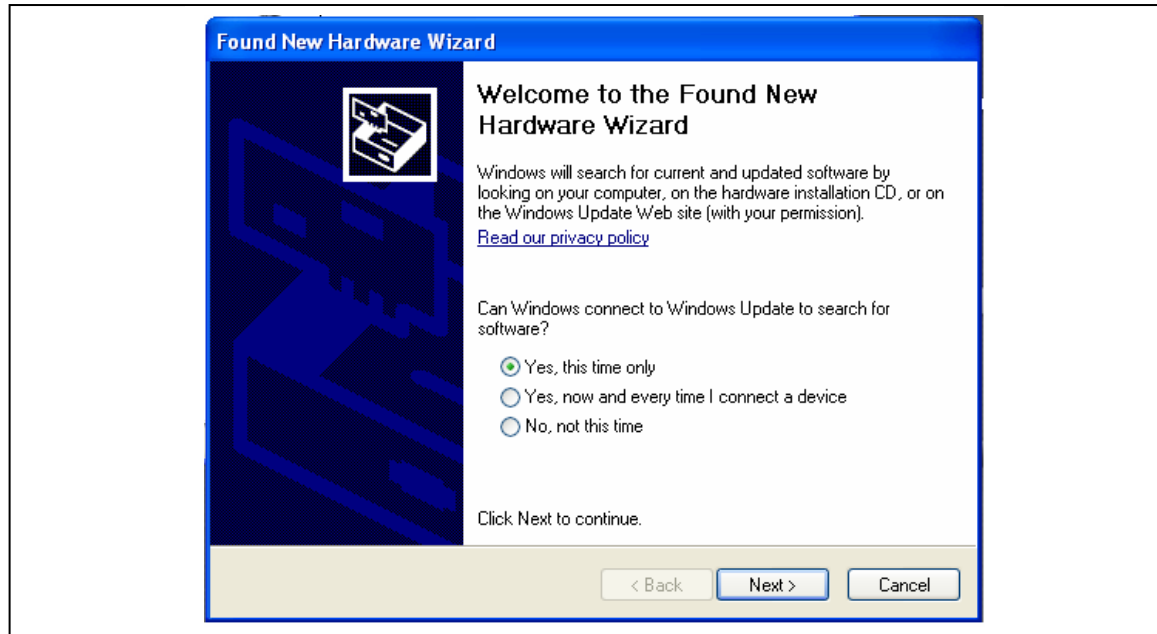 Found New Hardware Wizard
Welcome to the Found New
Hardware Wizard
Windows will search for current and updated software by
looking on your computer, on the hardware installation CD, or on
the Windows Update Web site (with your permission).
Read our privacy policy
Can Windows connect to Windows Update to search for
software?
Yes, this time only
Yes, now and every time I connect a device
No, not this time
Click Next to continue.
< Back
Next >
Cancel